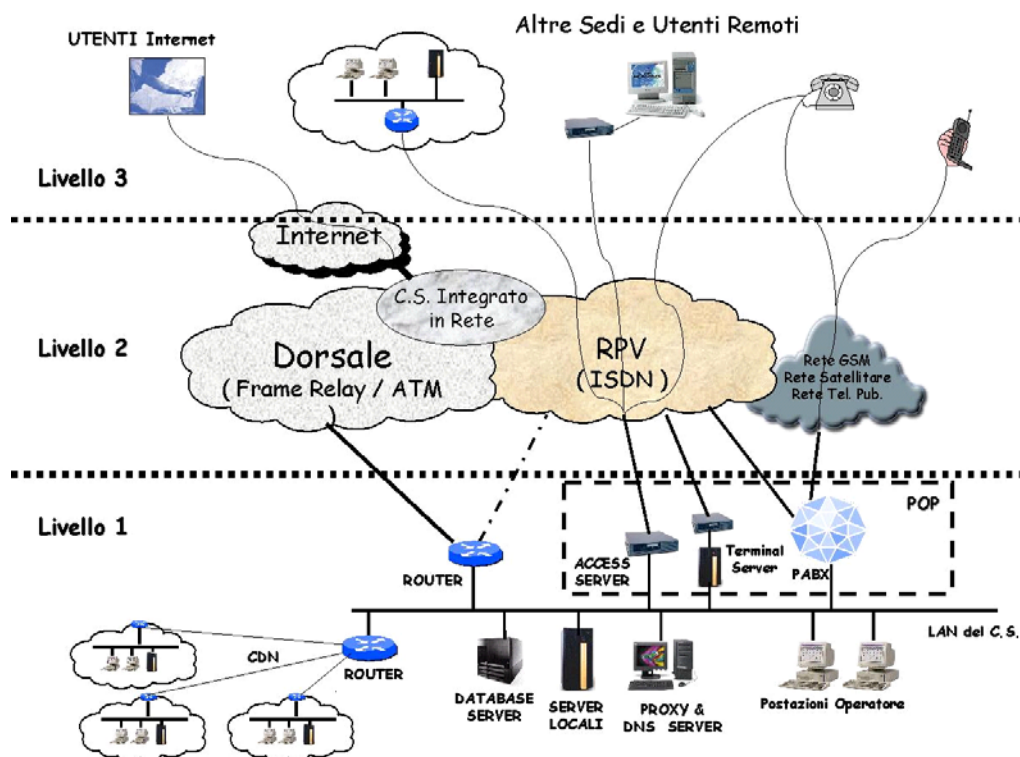 Altre Sedi e Utenti Remoti
UTENTI Internet
Livello 3
Internet
C.S. Integrato
in Rete
Livello 2
Dorsale
( Frame Relay / ATM
)
RPV
( ISDN )
Rete GSM
Rete Satellitare
Rete Tel. Pub.
Livello 1
POP
ROUTER
ACCESS
SERVER
Terminal
Server
PABX
LAN del C.S.
CDN
ROUTER
DATABASE
SERVER
SERVER
LOCALI
PROXY &
DNS SERVER
Postazioni Operatore